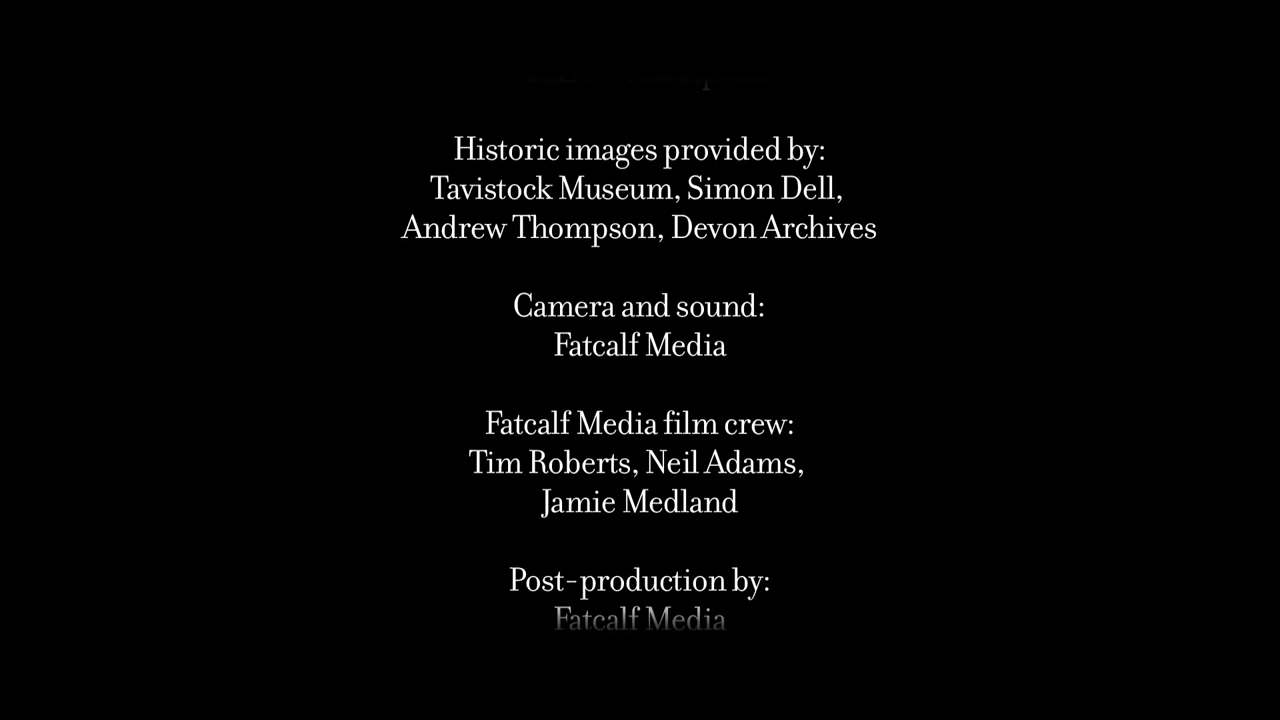 Historic images provided by:
Tavistock Museum, Simon Dell,
Andrew Thompson, Devon Archives
Camera and sound:
Fatcalf Media
Fatcalf Media film crew:
Tim Roberts, Neil Adams,
Jamie Medland
Post-production by:
Fatcalf Media